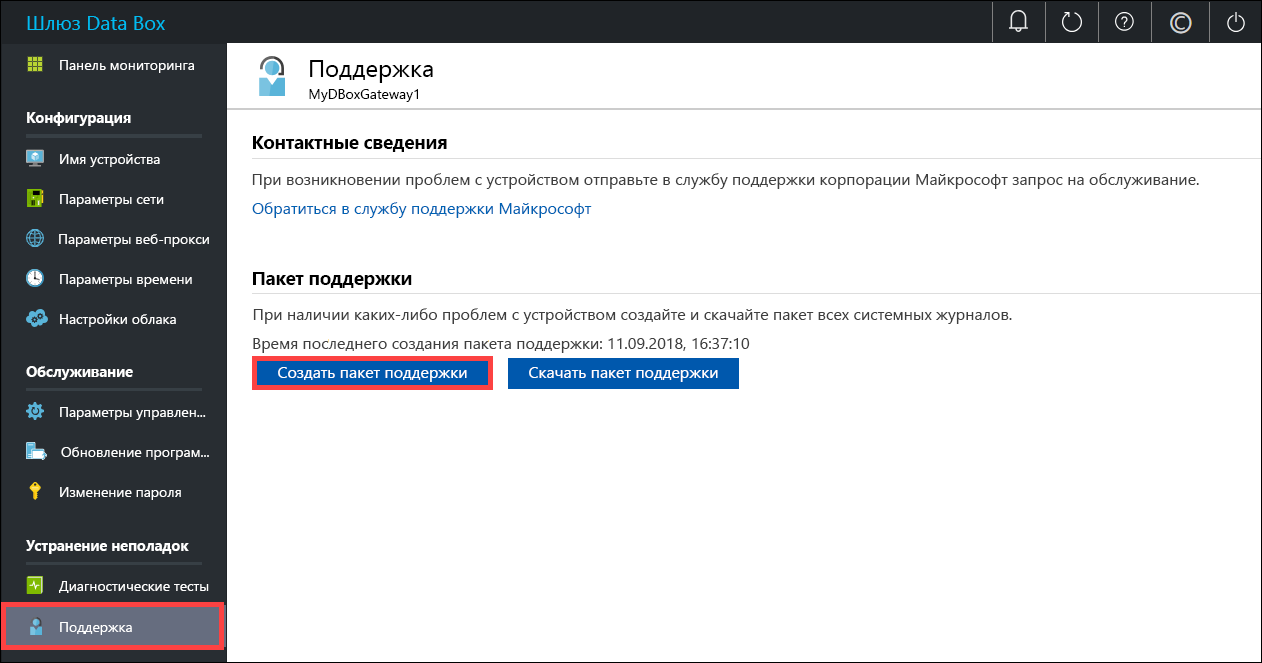 Шлюз Data Box
Панель мониторинга
Конфигурация
Имя устройства
Параметры сети
Параметры веб-прокси
Параметры времени
Настройки облака
Обслуживание
Параметры управлен...
Обновление програм...
Изменение пароля
Устранение неполадок
Диагностические тесты
Поддержка
Поддержка
MyDBoxGateway1
Контактные сведения
При возникновении проблем с устройством отправьте в службу поддержки корпорации Майкрософт запрос на обслуживание.
Обратиться в службу поддержки Майкрософт
Пакет поддержки
При наличии каких-либо проблем с устройством создайте и скачайте пакет всех системных журналов.
Время последнего создания пакета поддержки: 11.09.2018, 16:37:10
Создать пакет поддержки
Скачать пакет поддержки